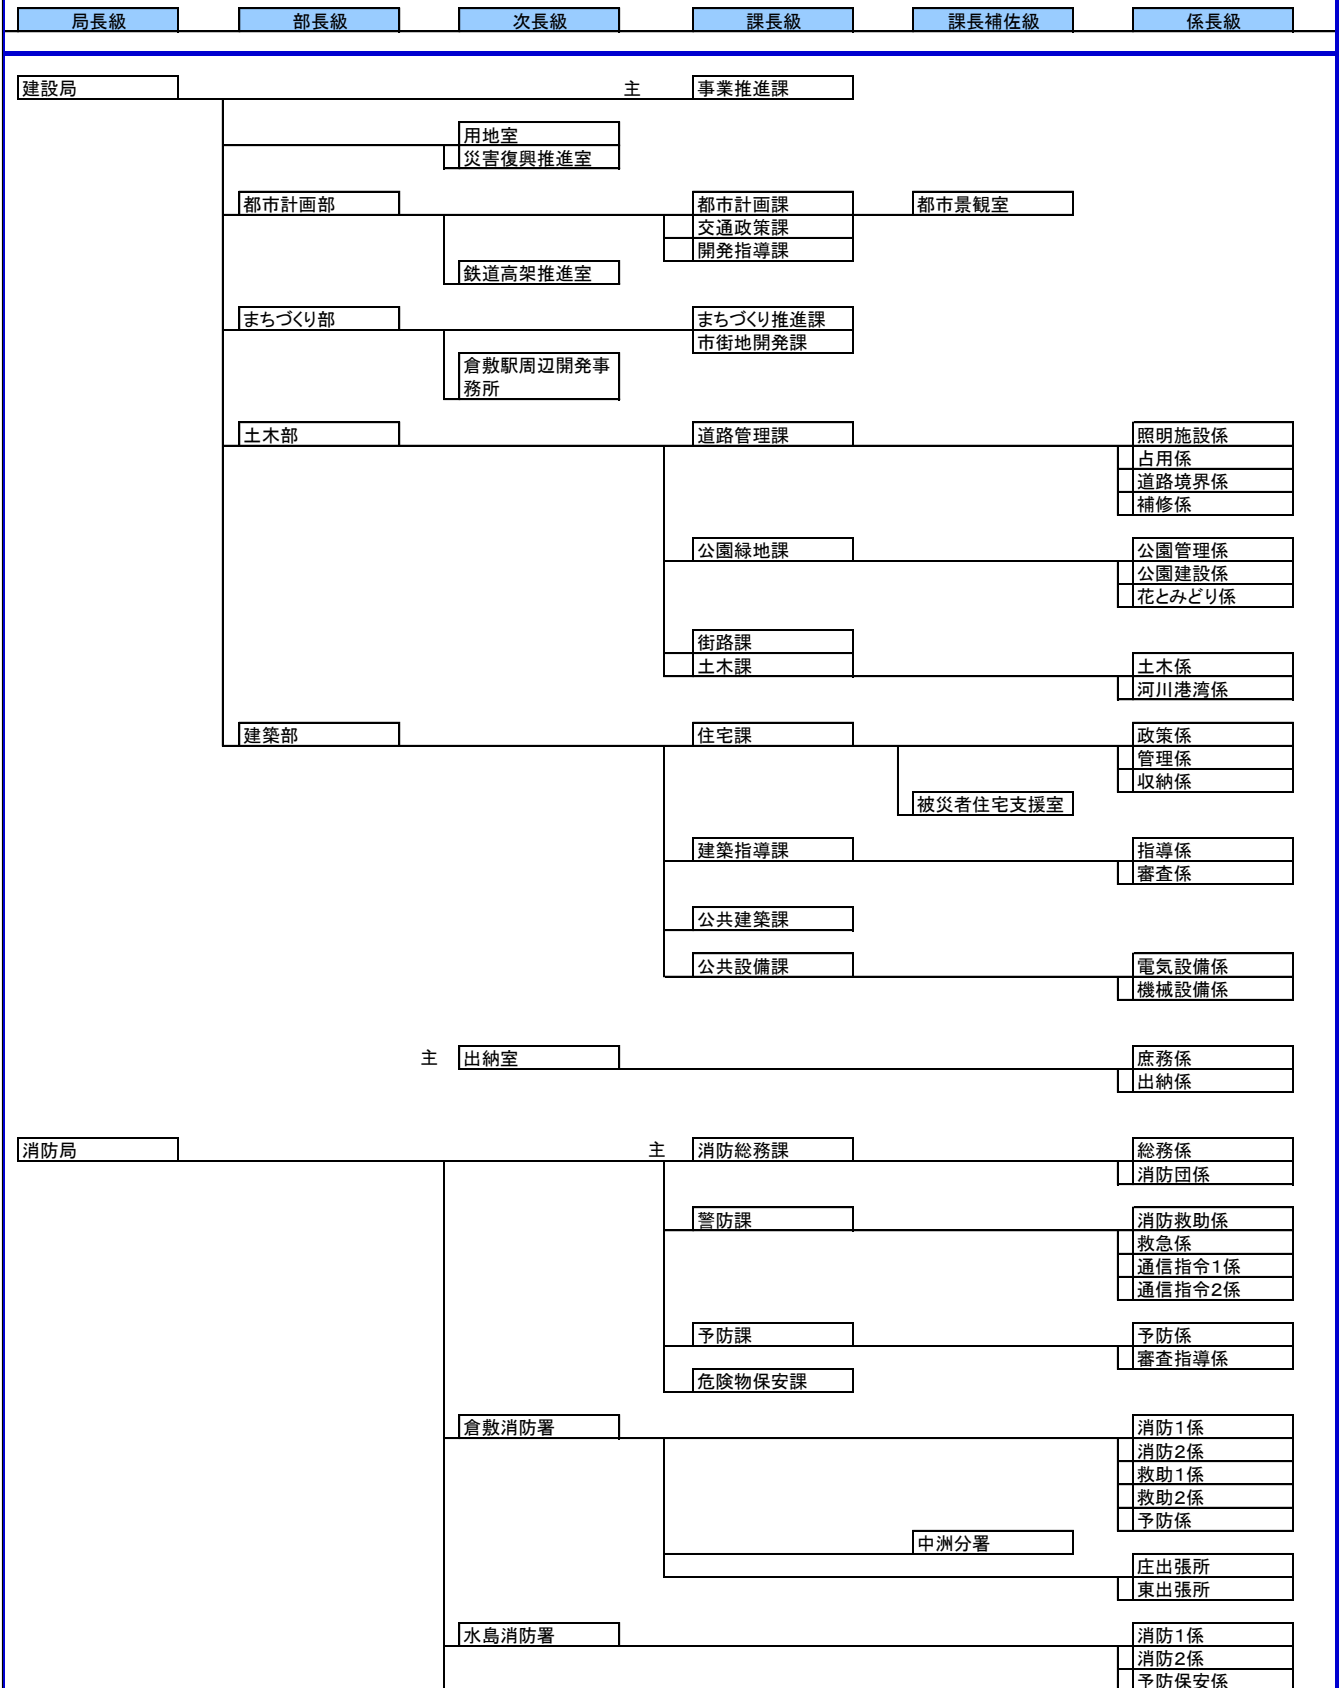 局長級 部長級 次長級 課長級 課長補佐級 係長級
建設局 主 事業推進課
用地室
災害復興推進室
都市計画部 都市計画課 都市景観室
交通政策課
開発指導課
鉄道高架推進室
まちづくり部 まちづくり推進課
市街地開発課
倉敷駅周辺開発事
務所
土木部 道路管理課 照明施設係
占用係
道路境界係
補修係
公園緑地課 公園管理係
公園建設係
花とみどり係
街路課
土木課 土木係
河川港湾係
建築部 住宅課 政策係
管理係
収納係
被災者住宅支援室
建築指導課 指導係
審査係
公共建築課
公共設備課 電気設備係
機械設備係
主 出納室 庶務係
出納係
消防局 主 消防総務課 総務係
消防団係
警防課 消防救助係
救急係
通信指令1係
通信指令2係
予防課 予防係
審査指導係
危険物保安課
倉敷消防署 消防1係
消防2係
救助1係
救助2係
予防係
中洲分署
庄出張所
東出張所
水島消防署 消防1係
消防2係
予防保安係